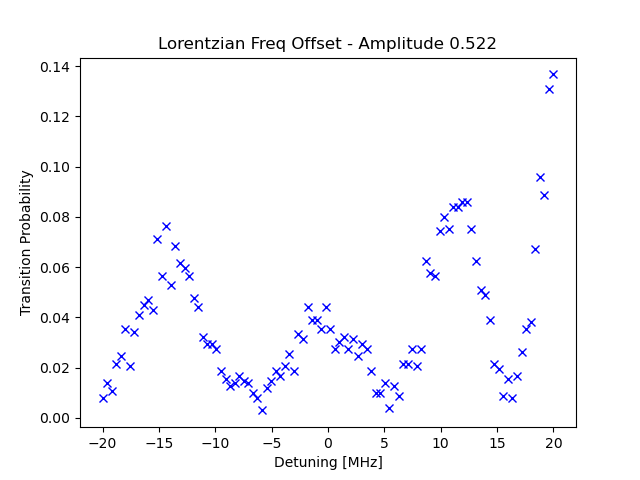 Lorentzian Freq Offset - Amplitude 0.522
0.14
0.12
0.10
0.08
0.06
0.04
0.02
0.00
Transition Probability
−20 −15 −10 −5 0 5 10 15 20
Detuning [MHz]